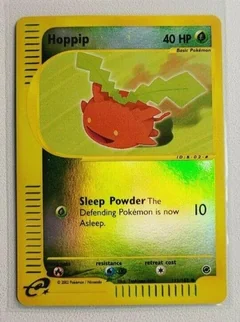 Hoppip 40 HP
Basic Pokémon
Sleep Powder The
Defending Pokémon is now 10
Asleep.
weakness resistance retreat cost
e